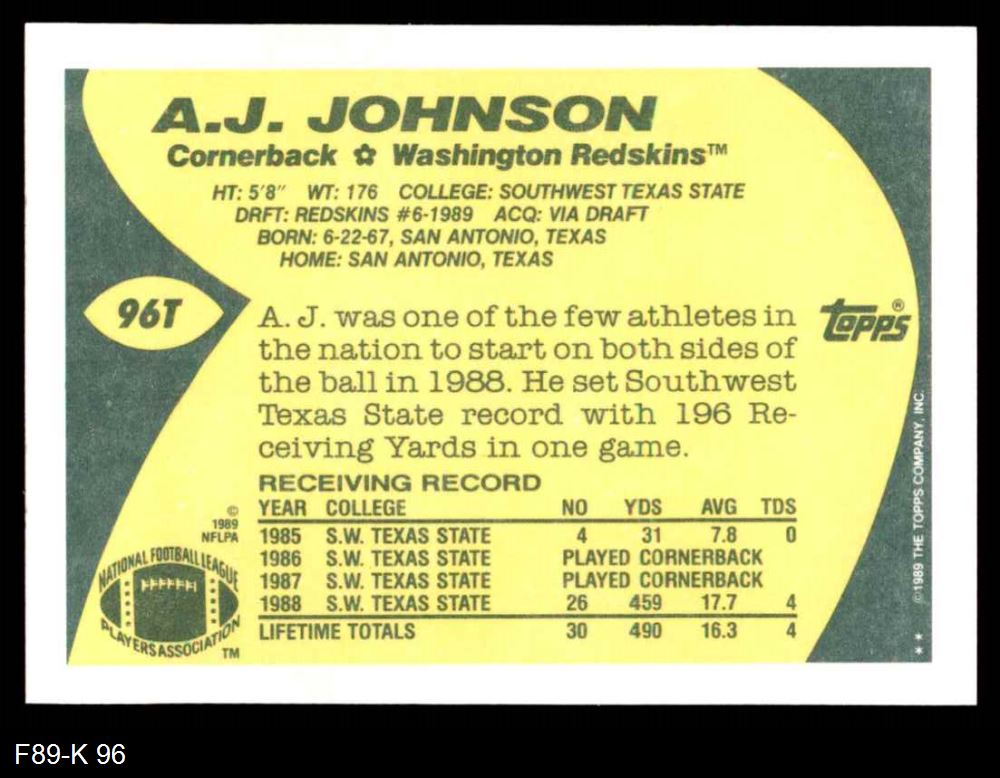 A.J. JOHNSON
Cornerback ✿ Washington Redskins™
HT: 5'8" WT: 176 COLLEGE: SOUTHWEST TEXAS STATE
DRFT: REDSKINS #6-1989 ACQ: VIA DRAFT
BORN: 6-22-67, SAN ANTONIO, TEXAS
HOME: SAN ANTONIO, TEXAS
96T
topps®
A. J. was one of the few athletes in
the nation to start on both sides of
the ball in 1988. He set Southwest
Texas State record with 196 Re-
ceiving Yards in one game.
RECEIVING RECORD
YEAR COLLEGE NO YDS AVG TDS
1985 S.W. TEXAS STATE 4 31 7.8 0
1986 S.W. TEXAS STATE PLAYED CORNERBACK
1987 S.W. TEXAS STATE PLAYED CORNERBACK
1988 S.W. TEXAS STATE 26 459 17.7 4
LIFETIME TOTALS 30 490 16.3 4
©
1989
NFLPA
NATIONAL FOOTBALL LEAGUE
PLAYERS ASSOCIATION
TM
©1989 THE TOPPS COMPANY, INC.
* *
F89-K 96